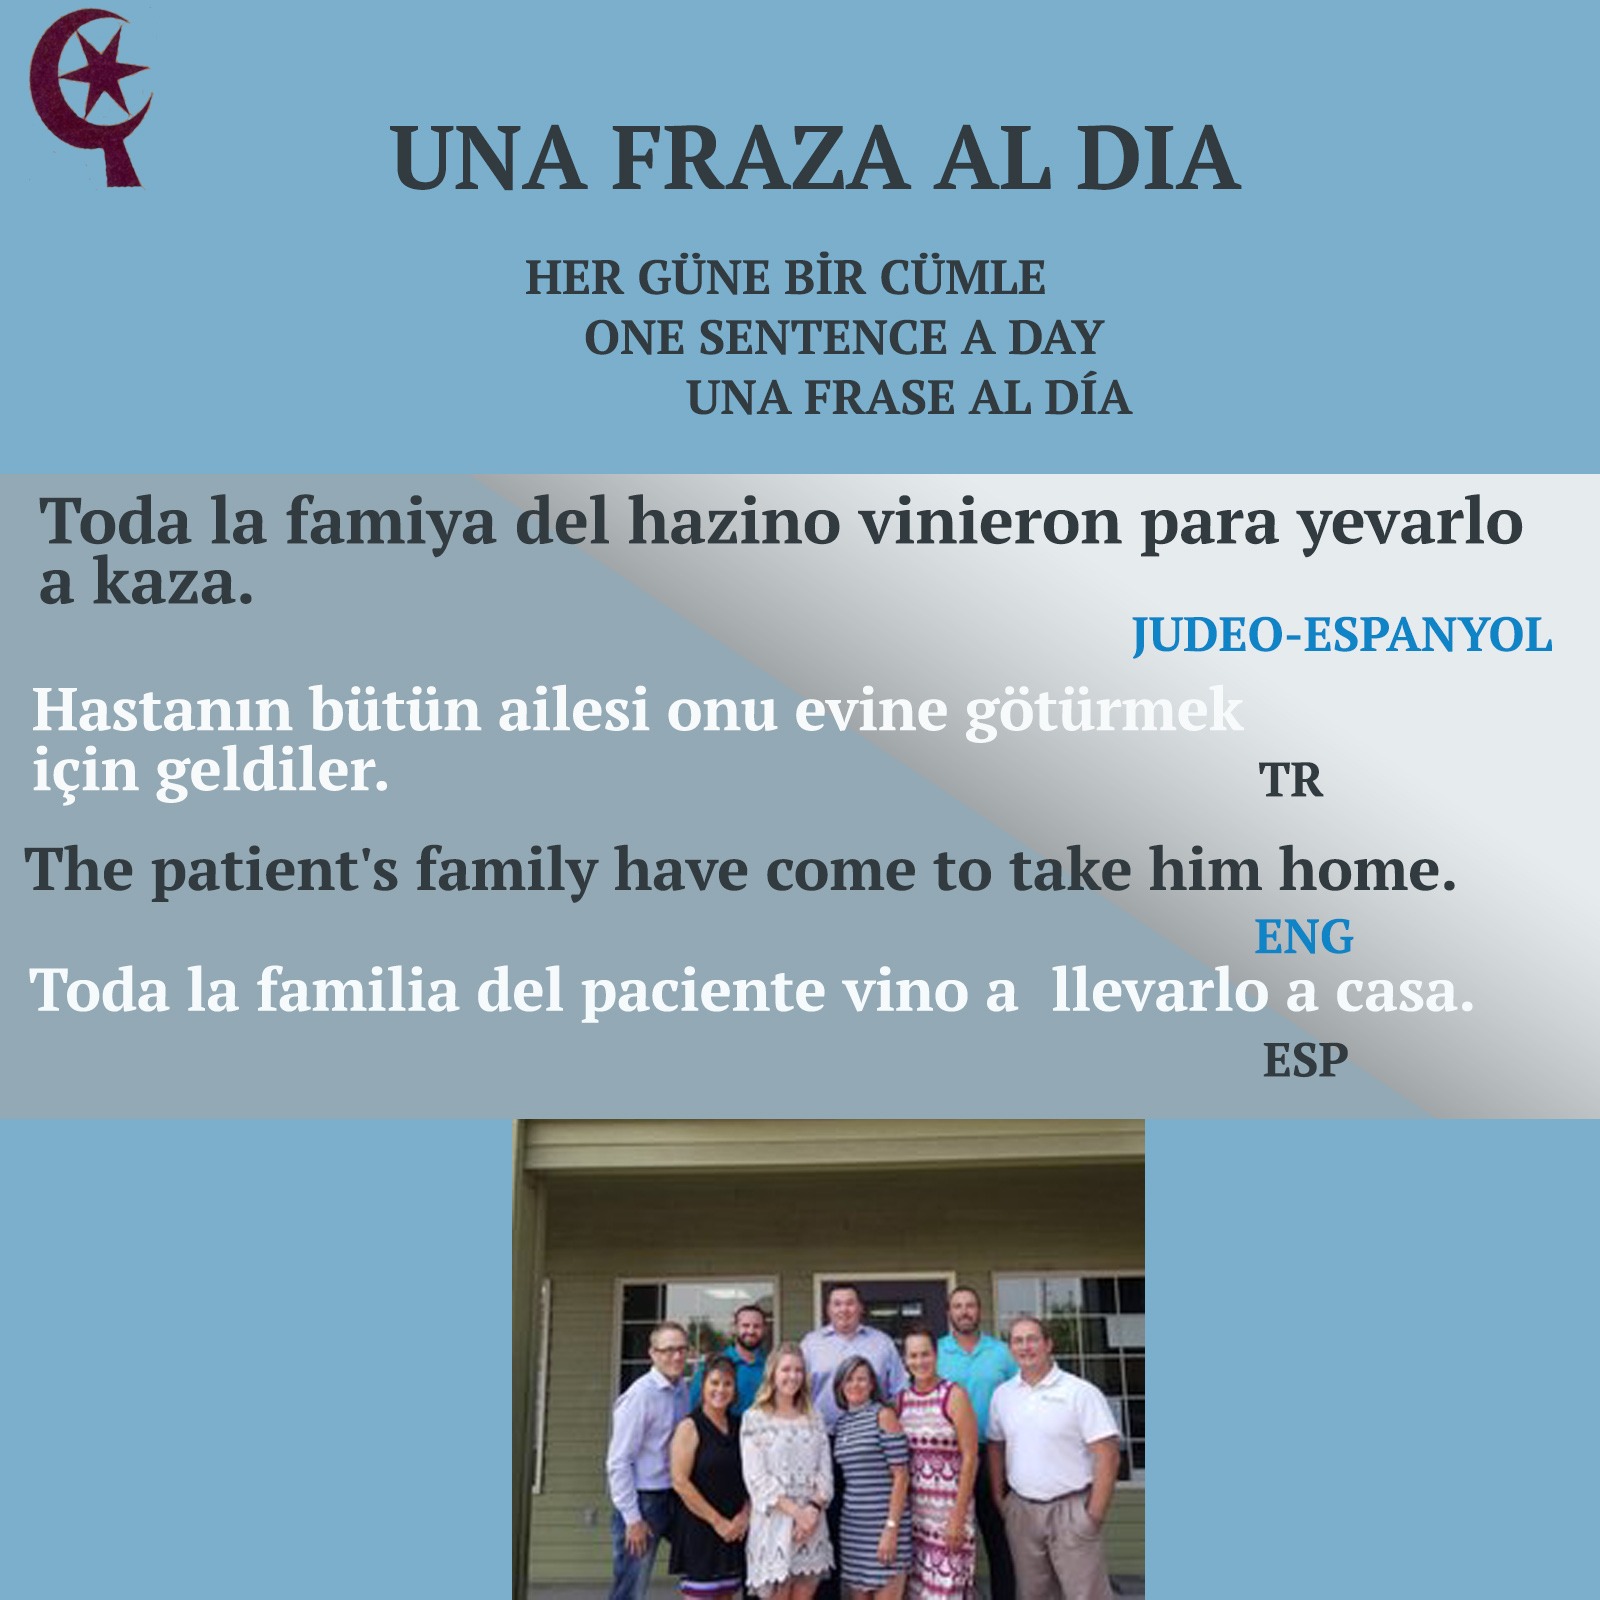 UNA FRAZA AL DIA
HER GÜNE BİR CÜMLE
ONE SENTENCE A DAY
UNA FRASE AL DÍA
Toda la famiya del hazino vinieron para yevarlo
a kaza.
JUDEO-ESPANYOL
Hastanın bütün ailesi onu evine götürmek
için geldiler.
TR
The patient's family have come to take him home.
ENG
Toda la familia del paciente vino a  llevarlo a casa.
ESP